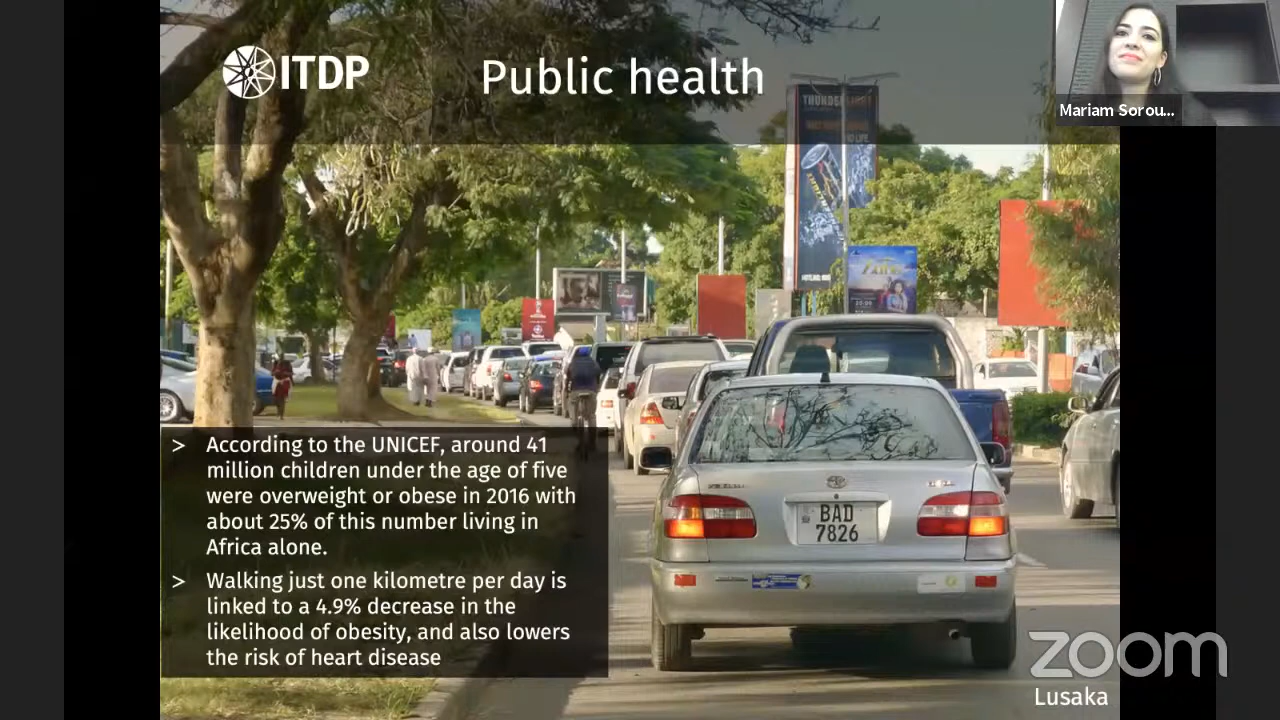 ITDP
Public health
Mariam Sorou...
THUNDER
HOTLINE:
> According to the UNICEF, around 41
million children under the age of five
were overweight or obese in 2016 with
about 25% of this number living in
Africa alone.
> Walking just one kilometre per day is
linked to a 4.9% decrease in the
likelihood of obesity, and also lowers
the risk of heart disease
BAD
7826
zoom
Lusaka